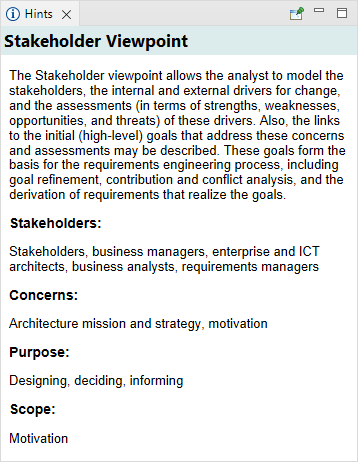 Hints
Stakeholder Viewpoint
The Stakeholder viewpoint allows the analyst to model the
stakeholders, the internal and external drivers for change,
and the assessments (in terms of strengths, weaknesses,
opportunities, and threats) of these drivers. Also, the links
to the initial (high-level) goals that address these concerns
and assessments may be described. These goals form the
basis for the requirements engineering process, including
goal refinement, contribution and conflict analysis, and the
derivation of requirements that realize the goals.
Stakeholders:
Stakeholders, business managers, enterprise and ICT
architects, business analysts, requirements managers
Concerns:
Architecture mission and strategy, motivation
Purpose:
Designing, deciding, informing
Scope:
Motivation